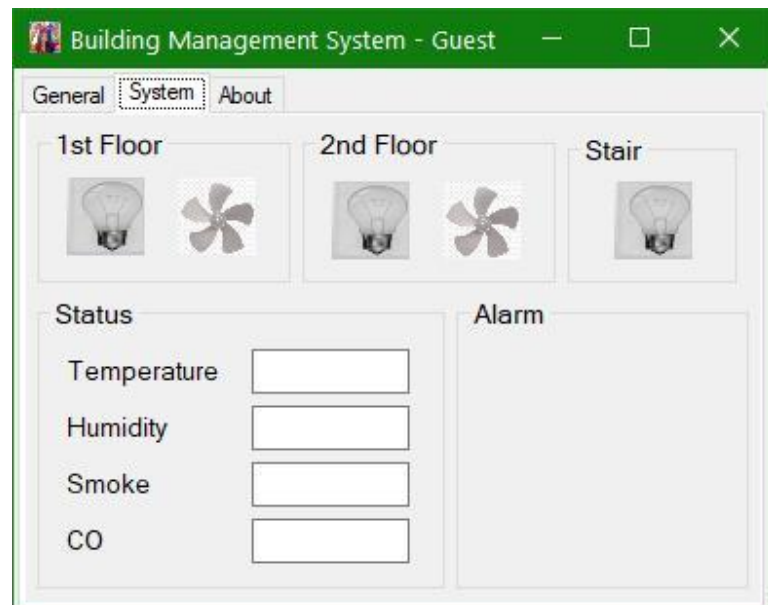 Building Management System - Guest
General System About
1st Floor
2nd Floor
Stair
Status
Temperature
Humidity
Smoke
CO
Alarm